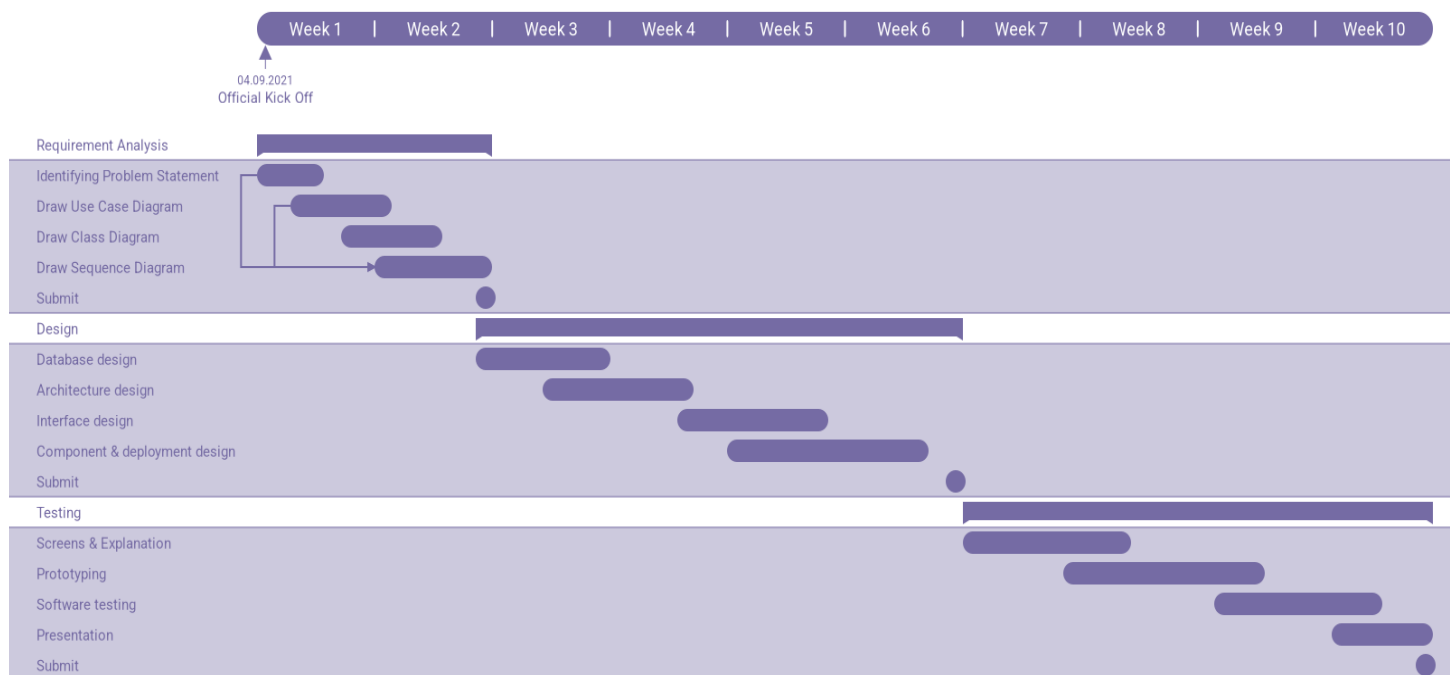 Week 1 Week 2 Week 3 Week 4 Week 5 Week 6 Week 7 Week 8 Week 9 Week 10
04.09.2021
Official Kick Off
Requirement Analysis
Identifying Problem Statement
Draw Use Case Diagram
Draw Class Diagram
Draw Sequence Diagram
Submit
Design
Database design
Architecture design
Interface design
Component & deployment design
Submit
Testing
Screens & Explanation
Prototyping
Software testing
Presentation
Submit